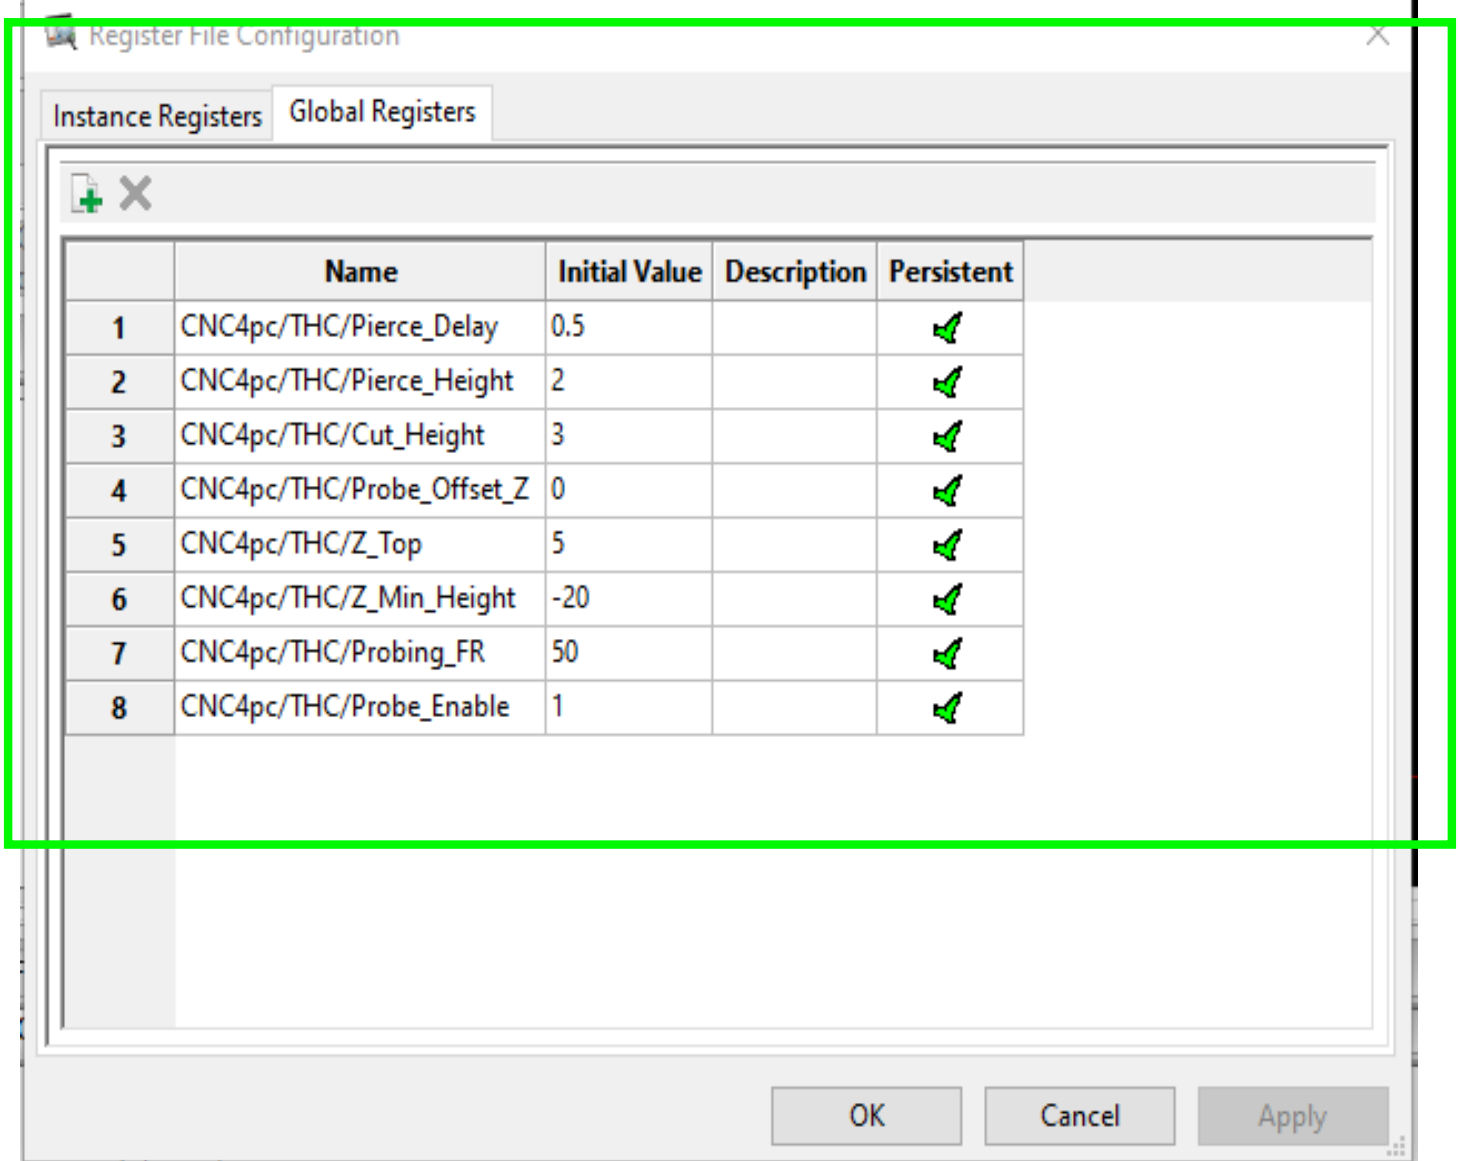 Register File Configuration
Instance Registers Global Registers
Name Initial Value Description Persistent
1 CNC4pc/THC/Pierce_Delay 0.5
2 CNC4pc/THC/Pierce_Height 2
3 CNC4pc/THC/Cut_Height 3
4 CNC4pc/THC/Probe_Offset_Z 0
5 CNC4pc/THC/Z_Top 5
6 CNC4pc/THC/Z_Min_Height -20
7 CNC4pc/THC/Probing_FR 50
8 CNC4pc/THC/Probe_Enable 1
OK Cancel Apply